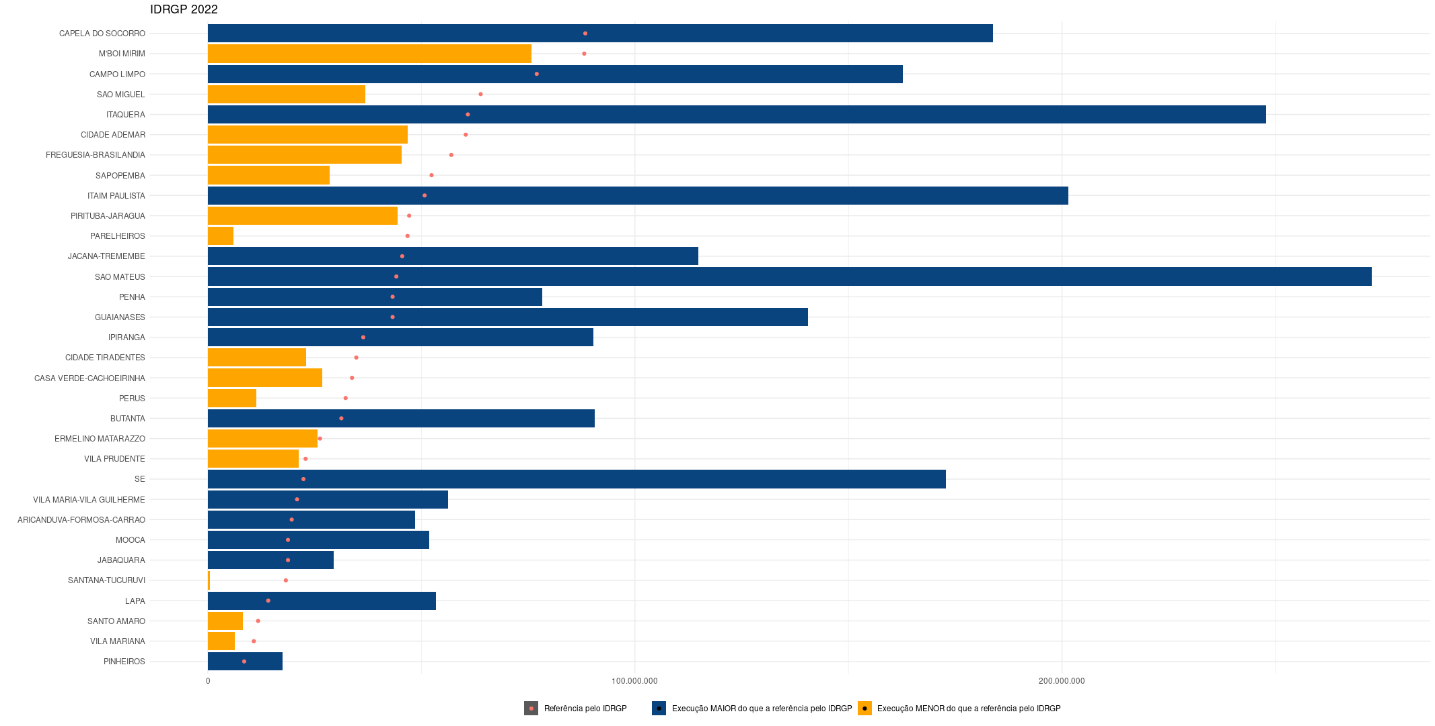 IDRGP 2022
CAPELA DO SOCORRO
M'BOI MIRIM
CAMPO LIMPO
SAO MIGUEL
ITAQUERA
CIDADE ADEMAR
FREGUESIA-BRASILANDIA
SAPOPEMBA
ITAIM PAULISTA
PIRITUBA-JARAGUA
PARELHEIROS
JACANA-TREMEMBE
SAO MATEUS
PENHA
GUAIANASES
IPIRANGA
CIDADE TIRADENTES
CASA VERDE-CACHOEIRINHA
PERUS
BUTANTA
ERMELINO MATARAZZO
VILA PRUDENTE
SE
VILA MARIA-VILA GUILHERME
ARICANDUVA-FORMOSA-CARRAO
MOOCA
JABAQUARA
SANTANA-TUCURUVI
LAPA
SANTO AMARO
VILA MARIANA
PINHEIROS
0 100.000.000 200.000.000
Referência pelo IDRGP Execução MAIOR do que a referência pelo IDRGP Execução MENOR do que a referência pelo IDRGP